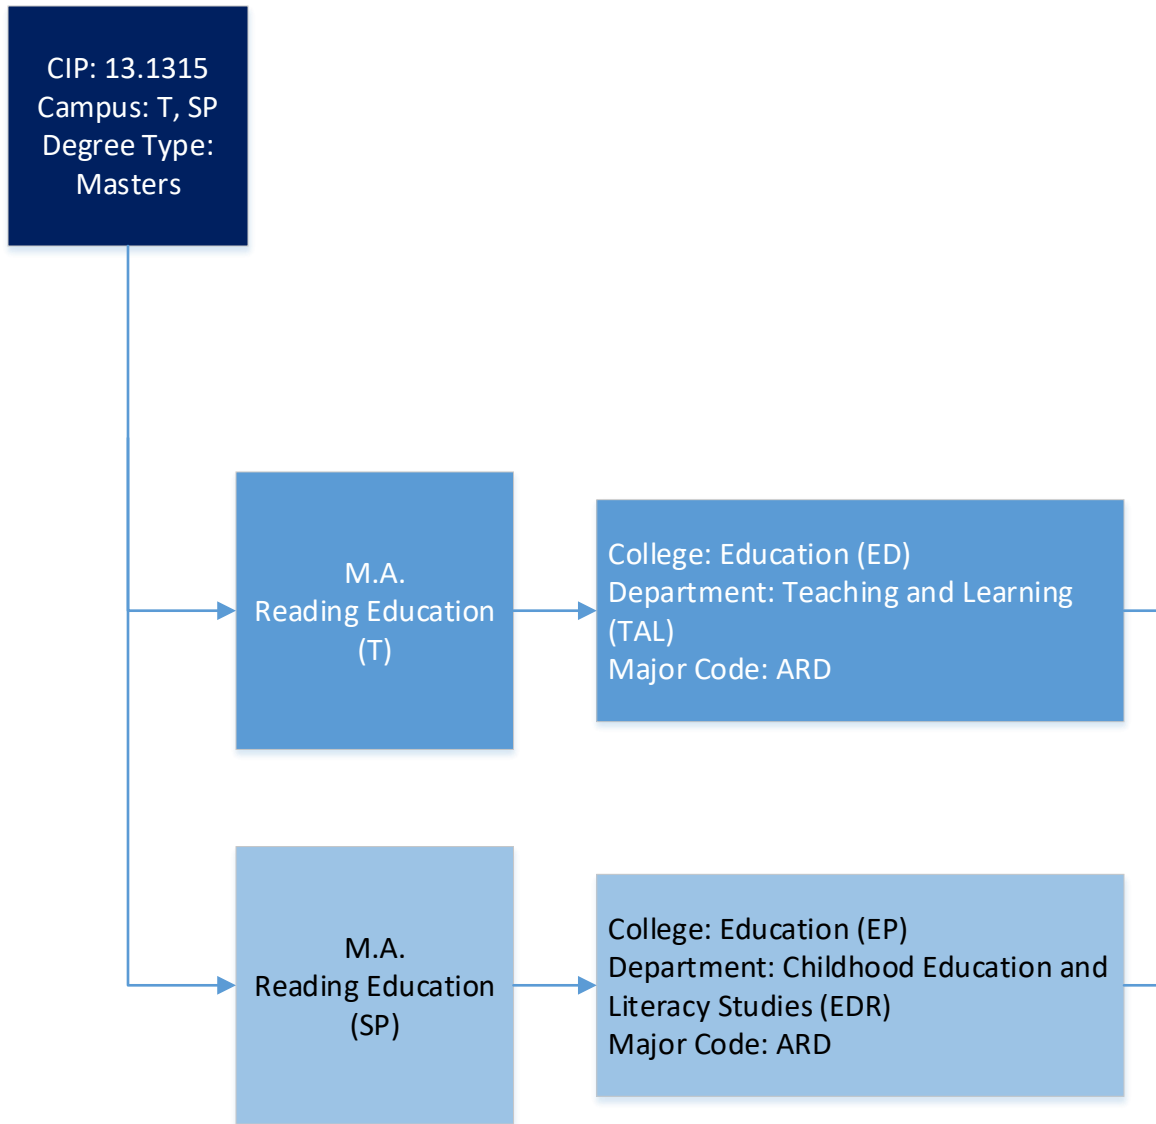 CIP: 13.1315
Campus: T, SP
Degree Type:
Masters
M.A.
Reading Education
(T)
College: Education (ED)
Department: Teaching and Learning
(TAL)
Major Code: ARD
M.A.
Reading Education
(SP)
College: Education (EP)
Department: Childhood Education and
Literacy Studies (EDR)
Major Code: ARD